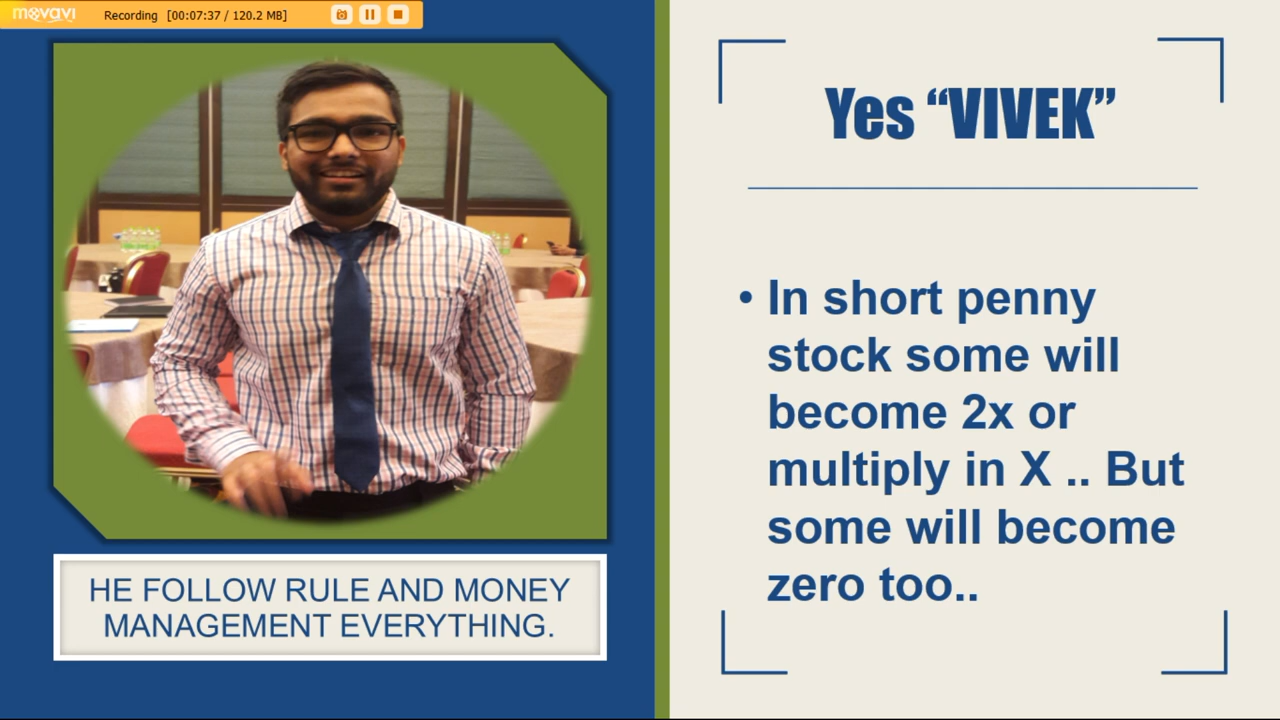 movavi Recording [00:07:37 / 120.2 MB]
HE FOLLOW RULE AND MONEY
MANAGEMENT EVERYTHING.
Yes “VIVEK”
• In short penny
stock some will
become 2x or
multiply in X .. But
some will become
zero too..